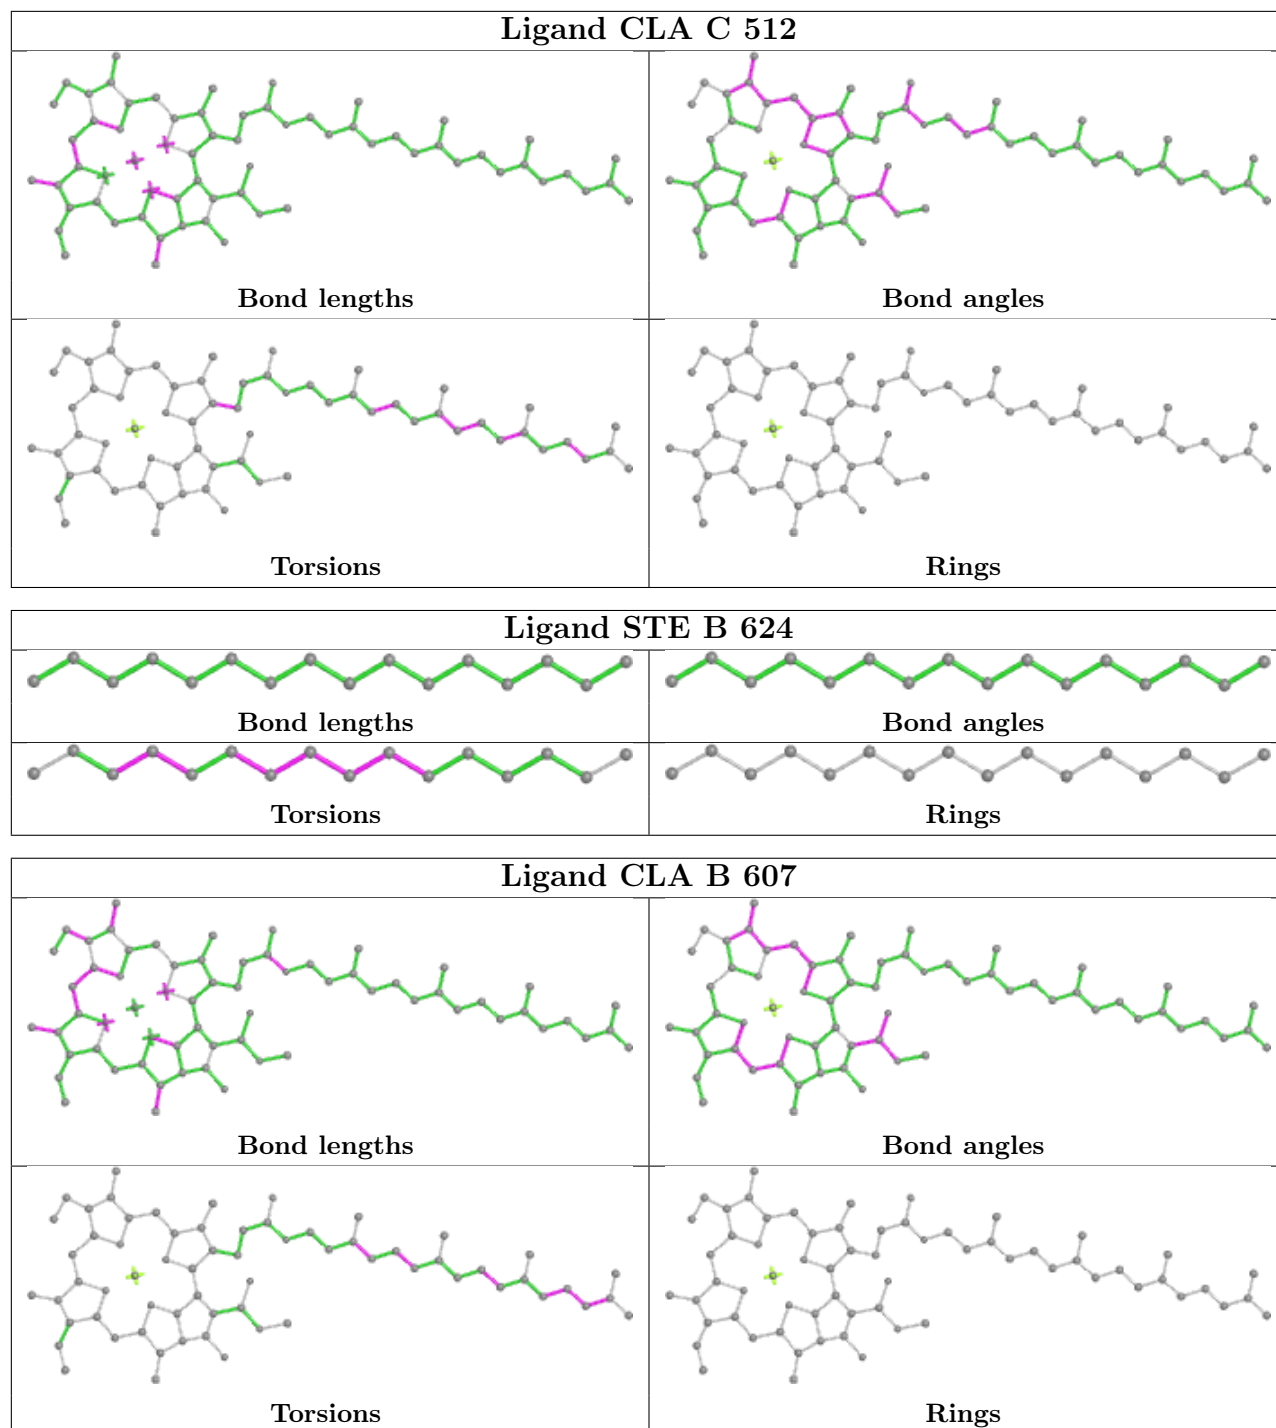 Ligand CLA C 512
Bond lengths
Bond angles
Torsions
Rings
Ligand STE B 624
Bond lengths
Bond angles
Torsions
Rings
Ligand CLA B 607
Bond lengths
Bond angles
Torsions
Rings